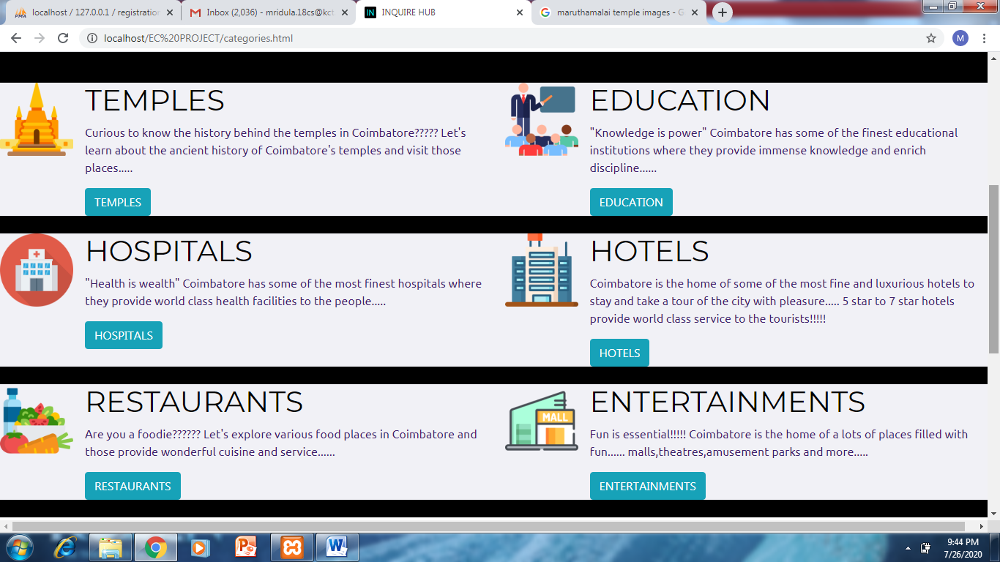 localhost / 127.0.0.1 / registration
Inbox (2,036) - mridula.18cs@kct.
IN INQUIRE HUB
maruthamalai temple images - G
localhost/EC%20PROJECT/categories.html
M
TEMPLES
Curious to know the history behind the temples in Coimbatore????? Let's
learn about the ancient history of Coimbatore's temples and visit those
places.....
TEMPLES
EDUCATION
"Knowledge is power" Coimbatore has some of the finest educational
institutions where they provide immense knowledge and enrich
discipline......
EDUCATION
HOSPITALS
"Health is wealth" Coimbatore has some of the most finest hospitals where
they provide world class health facilities to the people.....
HOSPITALS
HOTELS
Coimbatore is the home of some of the most fine and luxurious hotels to
stay and take a tour of the city with pleasure..... 5 star to 7 star hotels
provide world class service to the tourists!!!!!
HOTELS
RESTAURANTS
Are you a foodie?????? Let's explore various food places in Coimbatore and
those provide wonderful cuisine and service......
RESTAURANTS
MALL
ENTERTAINMENTS
Fun is essential!!!!! Coimbatore is the home of a lots of places filled with
fun...... malls,theatres,amusement parks and more.....
ENTERTAINMENTS
9:44 PM
7/26/2020